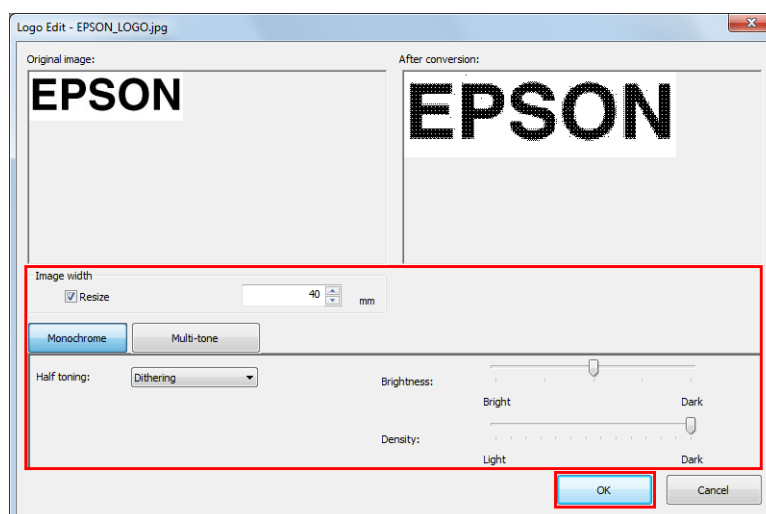 Logo Edit - EPSON_LOGO.jpg
Original image:
After conversion:
EPSON
EPSON
Image width
Resize
40
mm
Monochrome
Multi-tone
Half toning:
Dithering
Brightness:
Bright
Dark
Density:
Light
Dark
OK
Cancel